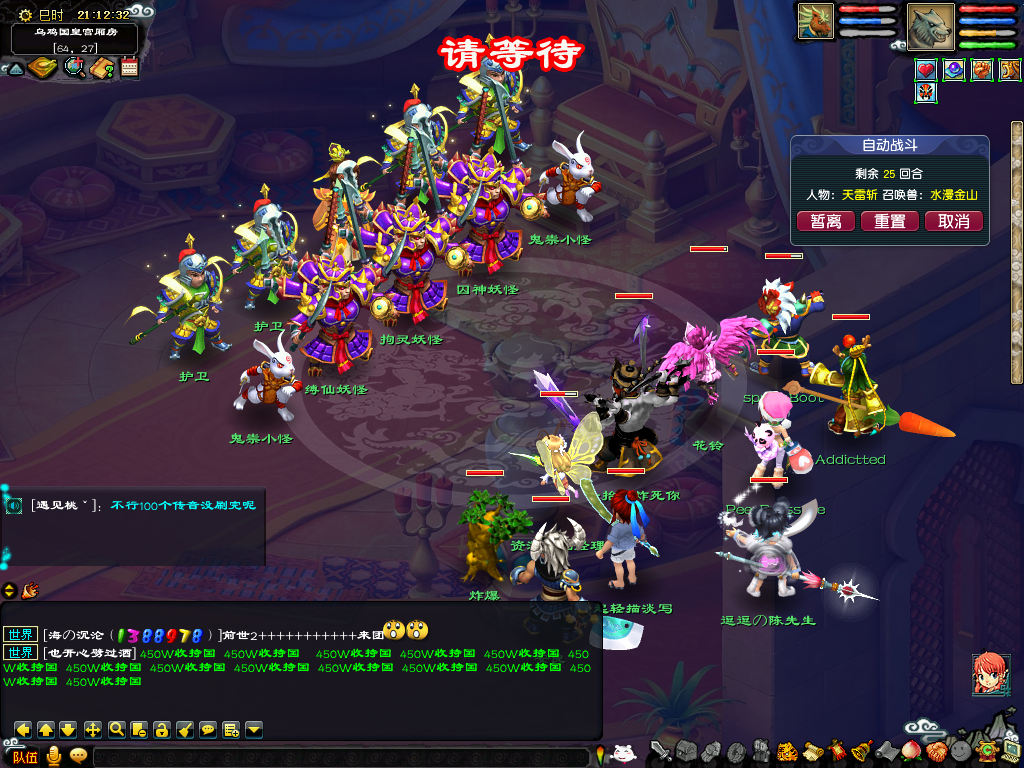 巳时 21:12:32
乌鸡国皇宫厢房
[64, 27]
请等待
自动战斗
剩余 25 回合
人物: 天雷斩 召唤兽: 水漫金山
暂离 重置 取消
鬼祟小怪
囚神妖怪
护卫
拘灵妖怪
护卫
缚仙妖怪
鬼祟小怪
花铃
Addictted
炸死你
炸爆
轻描淡写
逗逗の陈先生
[遇见桃ˇ]: 不行100个传音没刷完呢
世界 [海の沉沦 (1388978) ]前世2+++++++++++来团
世界 [也开心劈过酒] 450W收持国 450W收持国 450W收持国 450W收持国 450W收持国 450
W收持国 450W收持国 450W收持国 450W收持国 450W收持国 450W收持国 450W收持国 450
W收持国 450W收持国
队伍